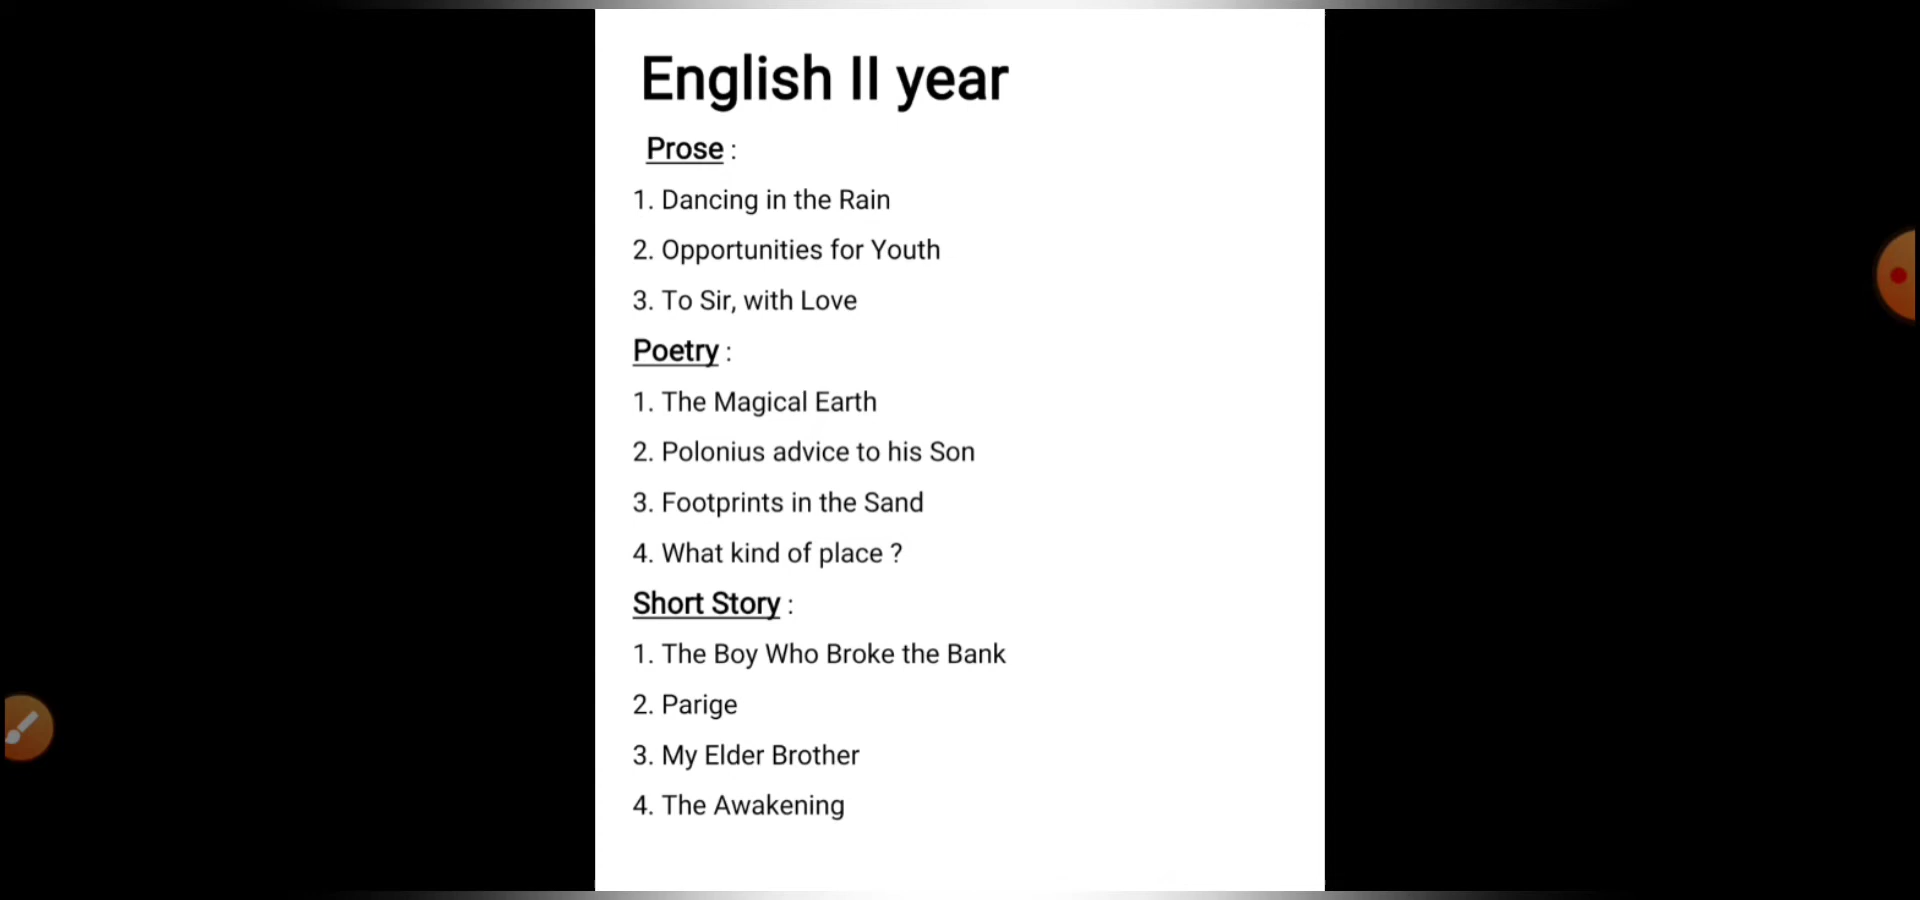 English II year
Prose :
1. Dancing in the Rain
2. Opportunities for Youth
3. To Sir, with Love
Poetry :
1. The Magical Earth
2. Polonius advice to his Son
3. Footprints in the Sand
4. What kind of place ?
Short Story :
1. The Boy Who Broke the Bank
2. Parige
3. My Elder Brother
4. The Awakening